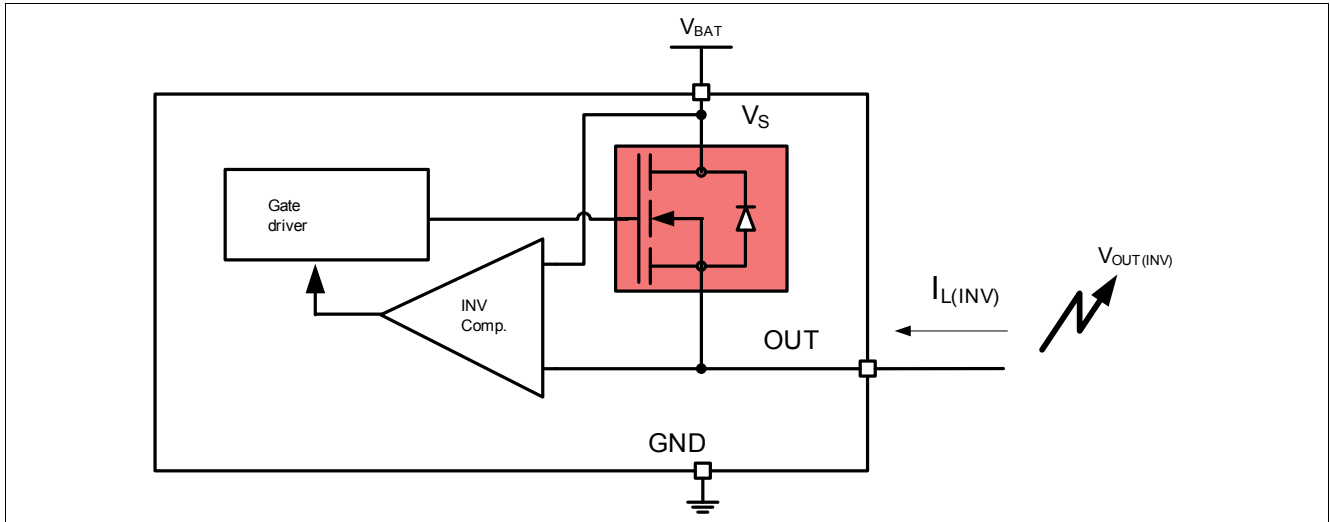 VBAT
VS
Gate
driver
INV
Comp.
VOUT(INV)
IL(INV)
OUT
GND